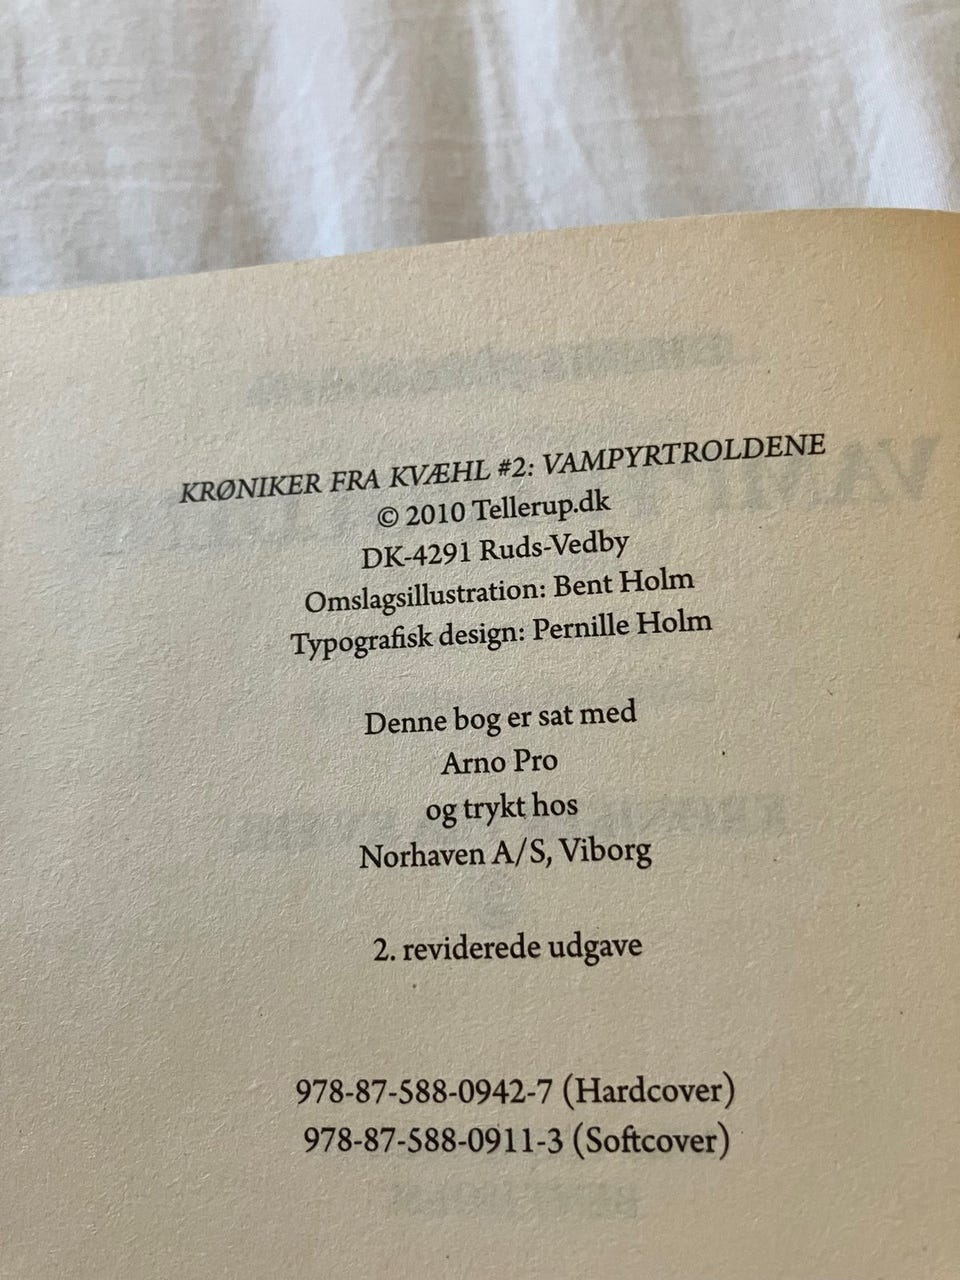 KRØNIKER FRA KVÆHL #2: VAMPYRTROLDENE
© 2010 Tellerup.dk
DK-4291 Ruds-Vedby
Omslagsillustration: Bent Holm
Typografisk design: Pernille Holm
Denne bog er sat med
Arno Pro
og trykt hos
Norhaven A/S, Viborg
2. reviderede udgave
978-87-588-0942-7 (Hardcover)
978-87-588-0911-3 (Softcover)